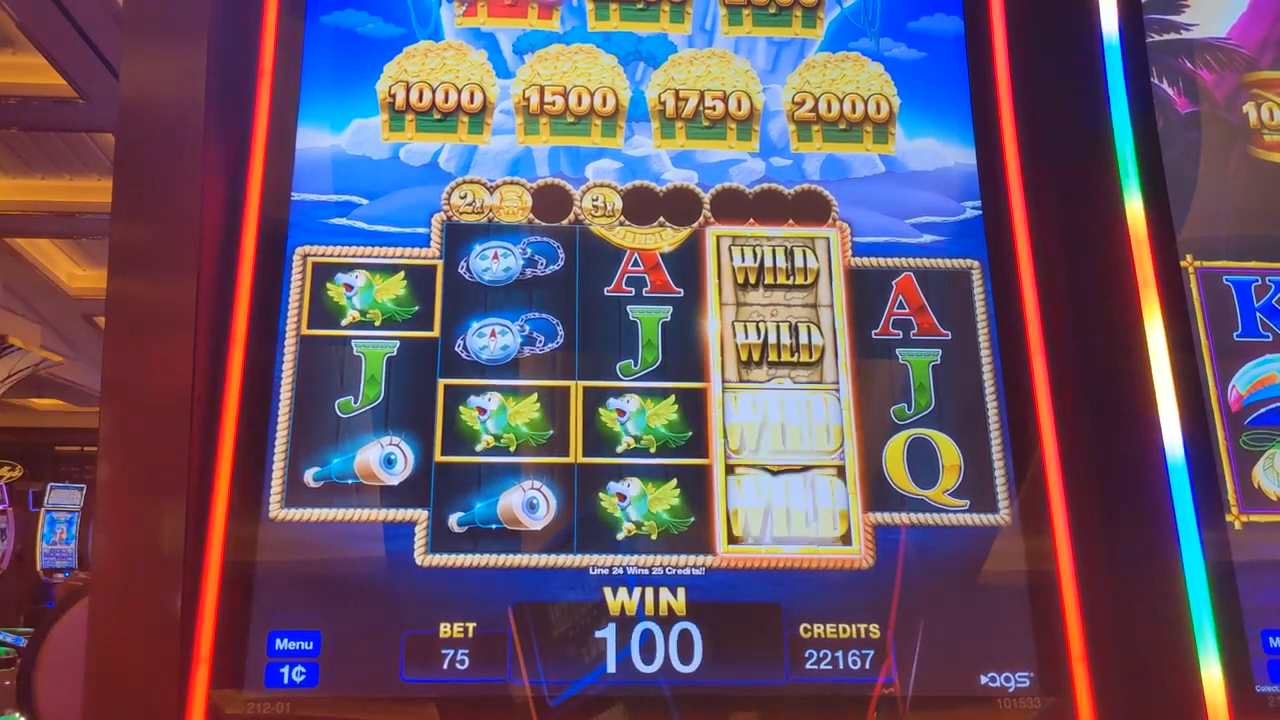 1000 1500 1750 2000
10
2x 3x
A WILD A
K
J WILD J
J
WILD
WILD Q
Line 24 Wins 25 Credits!!
WIN
BET 100 CREDITS
75 22167
Menu
1¢
ags
212-01 101533